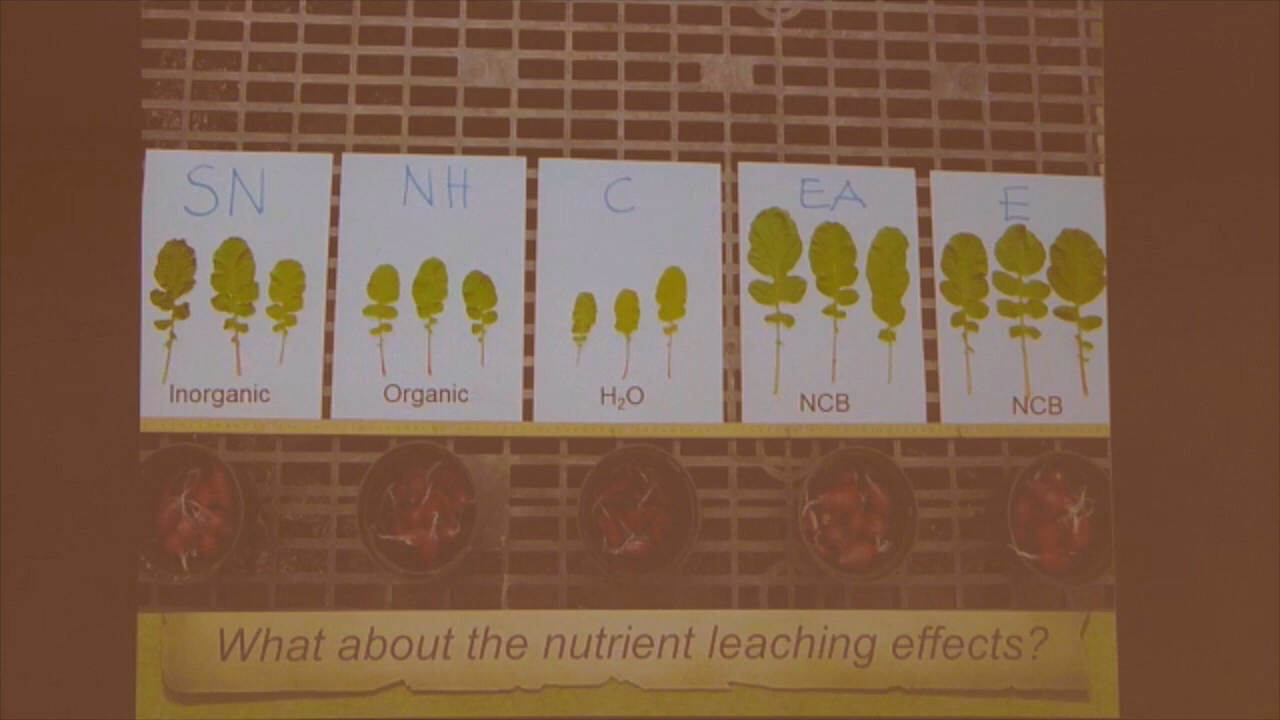 SN
NH
C
EA
E
Inorganic
Organic
H₂O
NCB
NCB
What about the nutrient leaching effects?